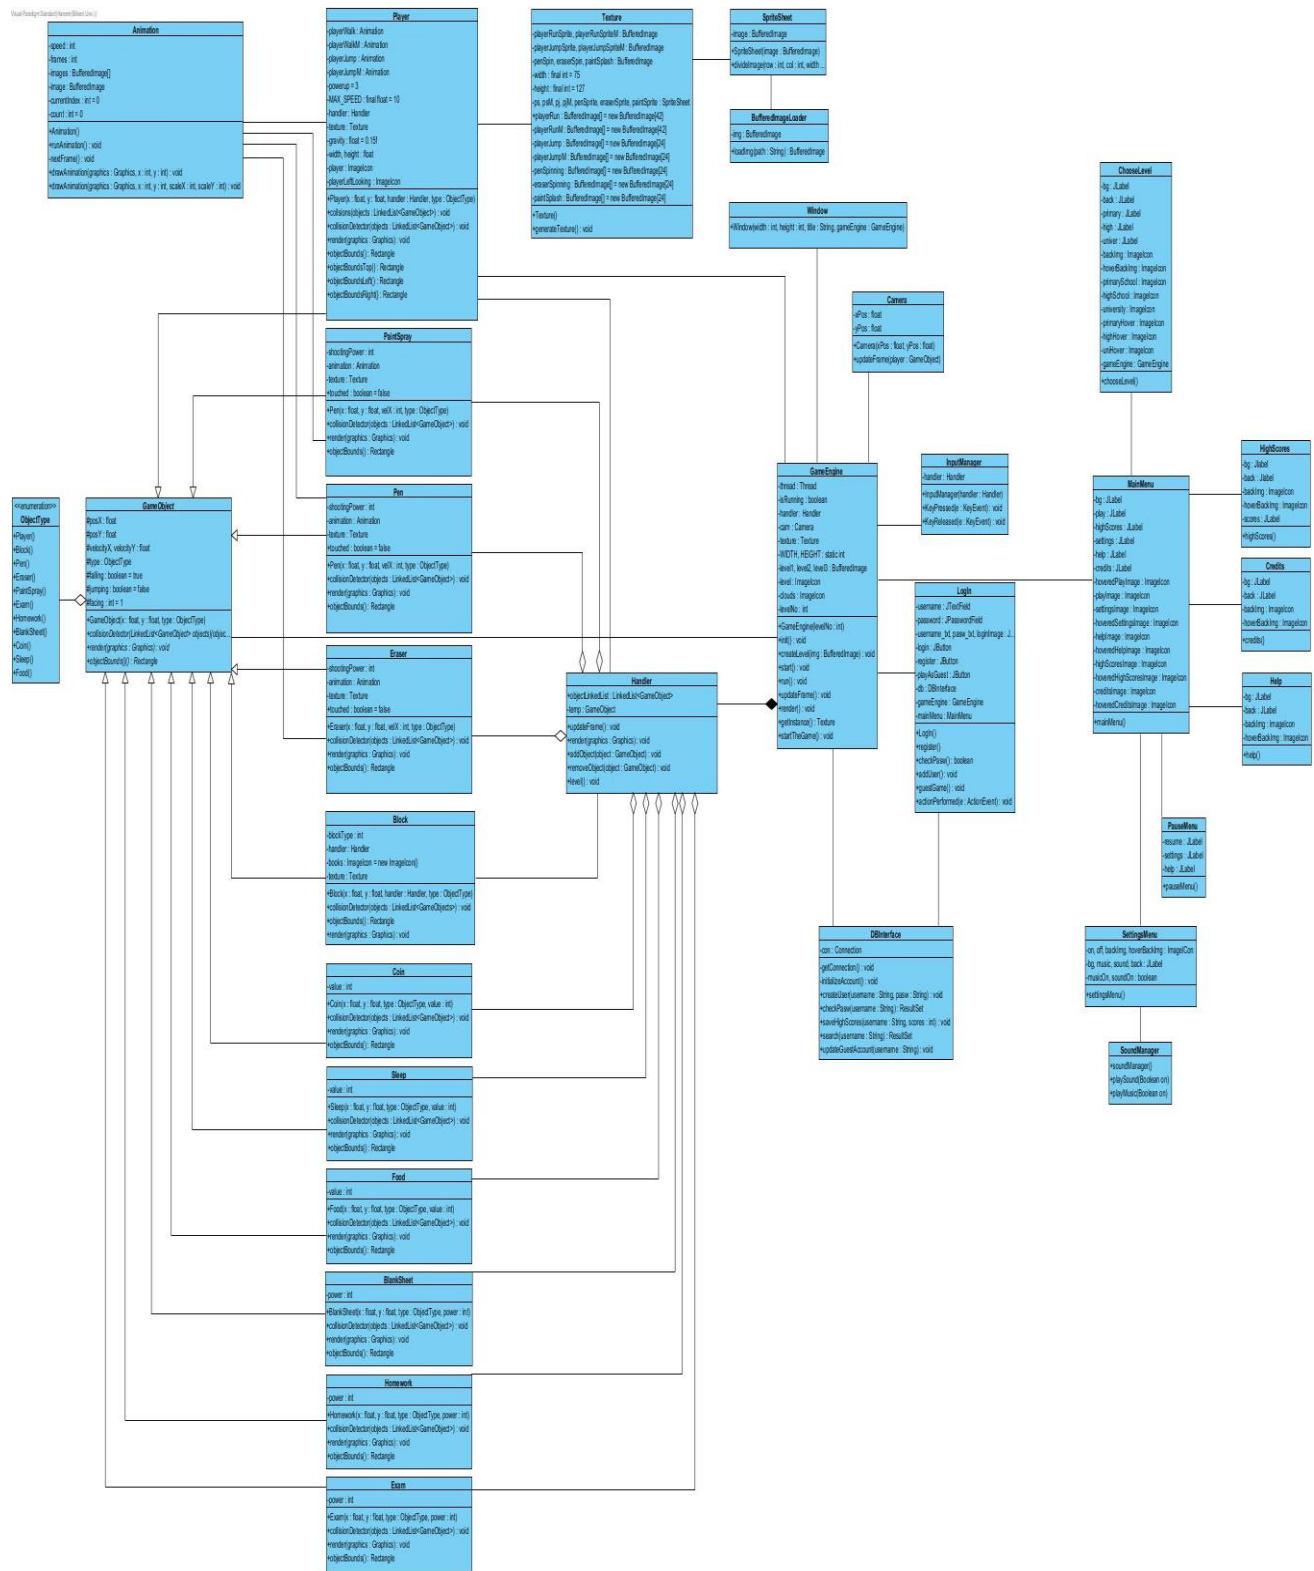 Visual Paradigm Standard(Hanzee(Bilkent Univ.))
Animation
-speed : int
-frames : int
-images : BufferedImage[]
-image : BufferedImage
-currentIndex : int = 0
-count : int = 0
+Animation()
+runAnimation() : void
-nextFrame() : void
+drawAnimation(graphics : Graphics, x : int, y : int) : void
+drawAnimation(graphics : Graphics, x : int, y : int, scaleX : int, scaleY : int) : void
Player
-playerWalk : Animation
-playerWalkM : Animation
-playerJump : Animation
-playerJumpM : Animation
-powerup = 3
-MAX_SPEED : final float = 10
-handler : Handler
-texture : Texture
-gravity : float = 0.15f
-width, height : float
-player : ImageIcon
-playerLeftLooking : ImageIcon
+Player(x : float, y : float, handler : Handler, type : ObjectType)
+collisions(objects : LinkedList<GameObject>) : void
+collisionDetector(objects : LinkedList<GameObject>) : void
+render(graphics : Graphics) : void
+objectBounds() : Rectangle
+objectBoundsTop() : Rectangle
+objectBoundsLeft() : Rectangle
+objectBoundsRight() : Rectangle
Texture
-playerRunSprite, playerRunSpriteM : BufferedImage
-playerJumpSprite, playerJumpSpriteM : BufferedImage
-penSpin, eraserSpin, paintSplash : BufferedImage
-width : final int = 75
-height : final int = 127
-ps, psM, pj, pjM, penSprite, eraserSprite, paintSprite : SpriteSheet
+playerRun : BufferedImage[] = new BufferedImage[42]
+playerRunM : BufferedImage[] = new BufferedImage[42]
+playerJump : BufferedImage[] = new BufferedImage[24]
+playerJumpM : BufferedImage[] = new BufferedImage[24]
+penSpinning : BufferedImage[] = new BufferedImage[24]
+eraserSpinning : BufferedImage[] = new BufferedImage[24]
+paintSplash : BufferedImage[] = new BufferedImage[24]
+Texture()
+generateTexture() : void
SpriteSheet
-image : BufferedImage
+SpriteSheet(image : BufferedImage)
+divideImage(row : int, col : int, width ...
BufferedImageLoader
-img : BufferedImage
+loadImg(path : String) : BufferedImage
Window
+Window(width : int, height : int, title : String, gameEngine : GameEngine)
Camera
-xPos : float
-yPos : float
+Camera(xPos : float, yPos : float)
+updateFrame(player : GameObject)
ChooseLevel
-bg : JLabel
-back : JLabel
-primary : JLabel
-high : JLabel
-univer : JLabel
-backImg : ImageIcon
-hoverBackImg : ImageIcon
-primarySchool : ImageIcon
-highSchool : ImageIcon
-university : ImageIcon
-primaryHover : ImageIcon
-highHover : ImageIcon
-uniHover : ImageIcon
-gameEngine : GameEngine
+chooseLevel()
PaintSpray
-shootingPower : int
-animation : Animation
-texture : Texture
+touched : boolean = false
+Pen(x : float, y : float, velX : int, type : ObjectType)
+collisionDetector(objects : LinkedList<GameObject>) : void
+render(graphics : Graphics) : void
+objectBounds() : Rectangle
Pen
-shootingPower : int
-animation : Animation
-texture : Texture
+touched : boolean = false
+Pen(x : float, y : float, velX : int, type : ObjectType)
+collisionDetector(objects : LinkedList<GameObject>) : void
+render(graphics : Graphics) : void
+objectBounds() : Rectangle
<<enumeration>>
ObjectType
+Player()
+Block()
+Pen()
+Eraser()
+PaintSpray()
+Exam()
+Homework()
+BlankSheet()
+Coin()
+Sleep()
+Food()
GameObject
#posX : float
#posY : float
#velocityX, velocityY : float
#type : ObjectType
#falling : boolean = true
#jumping : boolean = false
#facing : int = 1
+GameObject(x : float, y : float, type : ObjectType)
+collisionDetector(LinkedList<GameObject> objects)(objec...
+render(graphics : Graphics) : void
+objectBounds()() : Rectangle
Eraser
-shootingPower : int
-animation : Animation
-texture : Texture
+touched : boolean = false
+Eraser(x : float, y : float, velX : int, type : ObjectType)
+collisionDetector(objects : LinkedList<GameObject>) : void
+render(graphics : Graphics) : void
+objectBounds() : Rectangle
Handler
+objectLinkedList : LinkedList<GameObject>
-temp : GameObject
+updateFrame() : void
+render(graphics : Graphics) : void
+addObject(object : GameObject) : void
+removeObject(object : GameObject) : void
+level() : void
GameEngine
-thread : Thread
-isRunning : boolean
-handler : Handler
-cam : Camera
-texture : Texture
-WIDTH, HEIGHT : static int
-level1, level2, level3 : BufferedImage
-level : ImageIcon
-clouds : ImageIcon
-levelNo : int
+GameEngine(levelNo : int)
+init() : void
+createLevel(img : BufferedImage) : void
+start() : void
+run() : void
+updateFrame() : void
+render() : void
+getInstance() : Texture
+startTheGame() : void
InputManager
-handler : Handler
+InputManager(handler : Handler)
+KeyPressed(e : KeyEvent) : void
+KeyReleased(e : KeyEvent) : void
LogIn
-username : JTextField
-password : JPasswordField
-username_txt, pasw_txt, loginImage : J...
-login : JButton
-register : JButton
-playAsGuest : JButton
-db : DBInterface
-gameEngine : GameEngine
-mainMenu : MainMenu
+LogIn()
+register()
+checkPasw() : boolean
+addUser() : void
+guestGame() : void
+actionPerformed(e : ActionEvent) : void
MainMenu
-bg : JLabel
-play : JLabel
-highScores : JLabel
-settings : JLabel
-help : JLabel
-credits : JLabel
-hoveredPlayImage : ImageIcon
-playImage : ImageIcon
-settingsImage : ImageIcon
-hoveredSettingsImage : ImageIcon
-helpImage : ImageIcon
-hoveredHelpImage : ImageIcon
-highScoresImage : ImageIcon
-hoveredHighScoresImage : ImageIcon
-creditsImage : ImageIcon
-hoveredCreditsImage : ImageIcon
+mainMenu()
HighScores
-bg : Jlabel
-back : Jlabel
-backImg : ImageIcon
-hoverBackImg : ImageIcon
-scores : JLabel
+highScores()
Credits
-bg : JLabel
-back : JLabel
-backImg : ImageIcon
-hoverBackImg : ImageIcon
+credits()
Help
-bg : JLabel
-back : JLabel
-backImg : ImageIcon
-hoverBackImg : ImageIcon
+help()
PauseMenu
-resume : JLabel
-settings : JLabel
-help : JLabel
+pauseMenu()
SettingsMenu
-on, off, backImg, hoverBackImg : ImageICon
-bg, music, sound, back : JLabel
-musicOn, soundOn : boolean
+settingsMenu()
SoundManager
+soundManager()
+playSound(Boolean on)
+playMusic(Boolean on)
DBInterface
-con : Connection
-getConnection() : void
-initializeAccount() : void
+createUser(username : String, pasw : String) : void
+checkPasw(username : String) : ResultSet
+saveHighScores(username : String, scores : int) : void
+search(username : String) : ResultSet
+updateGuestAccount(username : String) : void
Block
-blockType : int
-handler : Handler
-books : ImageIcon = new ImageIcon()
-texture : Texture
+Block(x : float, y : float, handler : Handler, type : ObjectType)
+collisionDetector(objects : LinkedList<GameObjects>) : void
+objectBounds() : Rectangle
+render(graphics : Graphics) : void
Coin
-value : int
+Coin(x : float, y : float, type : ObjectType, value : int)
+collisionDetector(objects : LinkedList<GameObject>) : void
+render(graphics : Graphics) : void
+objectBounds() : Rectangle
Sleep
-value : int
+Sleep(x : float, y : float, type : ObjectType, value : int)
+collisionDetector(objects : LinkedList<GameObject>) : void
+render(graphics : Graphics) : void
+objectBounds() : Rectangle
Food
-value : int
+Food(x : float, y : float, type : ObjectType, value : int)
+collisionDetector(objects : LinkedList<GameObject>) : void
+render(graphics : Graphics) : void
+objectBounds() : Rectangle
BlankSheet
-power : int
+BlankSheet(x : float, y : float, type : ObjectType, power : int)
+collisionDetector(objects : LinkedList<GameObject>) : void
+render(graphics : Graphics) : void
+objectBounds() : Rectangle
Homework
-power : int
+Homework(x : float, y : float, type : ObjectType, power : int)
+collisionDetector(objects : LinkedList<GameObject>) : void
+render(graphics : Graphics) : void
+objectBounds() : Rectangle
Exam
-power : int
+Exam(x : float, y : float, type : ObjectType, power : int)
+collisionDetector(objects : LinkedList<GameObject>) : void
+render(graphics : Graphics) : void
+objectBounds() : Rectangle